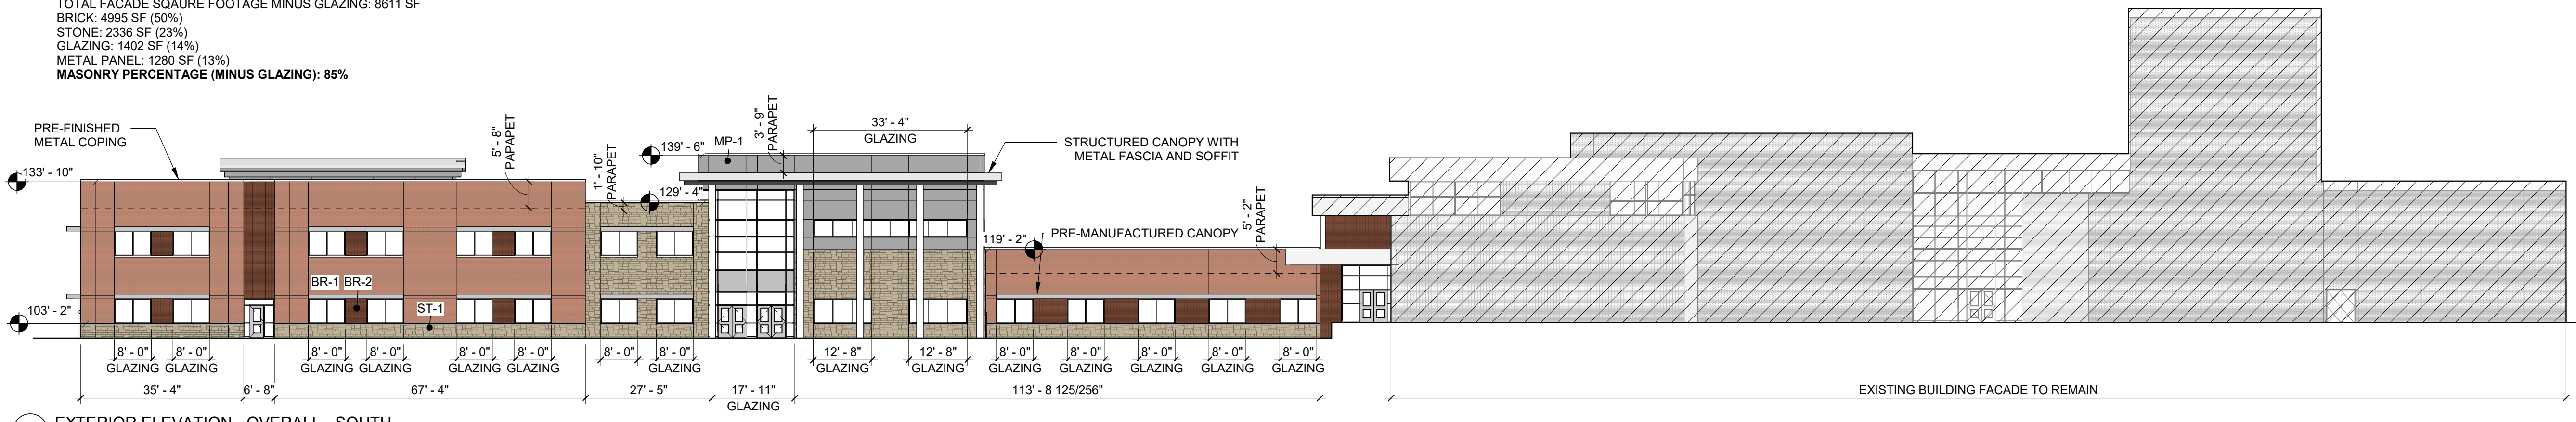 TOTAL FACADE SQAURE FOOTAGE MINUS GLAZING: 8611 SF
BRICK: 4995 SF (50%)
STONE: 2336 SF (23%)
GLAZING: 1402 SF (14%)
METAL PANEL: 1280 SF (13%)
MASONRY PERCENTAGE (MINUS GLAZING): 85%
PRE-FINISHED
METAL COPING
133' - 10"
103' - 2"
5' - 8"
PAPAPET
1' - 10"
PARAPET
139' - 6"
129' - 4"
MP-1
3' - 9"
PARAPET
33' - 4"
GLAZING
STRUCTURED CANOPY WITH
METAL FASCIA AND SOFFIT
119' - 2"
PRE-MANUFACTURED CANOPY
5' - 2"
PARAPET
BR-1 BR-2
ST-1
8' - 0" 8' - 0" 8' - 0" 8' - 0" 8' - 0" 8' - 0" 8' - 0" 8' - 0" 12' - 8" 12' - 8" 8' - 0" 8' - 0" 8' - 0" 8' - 0" 8' - 0"
GLAZING GLAZING GLAZING GLAZING GLAZING GLAZING GLAZING GLAZING GLAZING GLAZING GLAZING GLAZING GLAZING GLAZING
35' - 4" 6' - 8" 67' - 4" 27' - 5" 17' - 11" 113' - 8 125/256" EXISTING BUILDING FACADE TO REMAIN
GLAZING
EXTERIOR ELEVATION - OVERALL - SOUTH